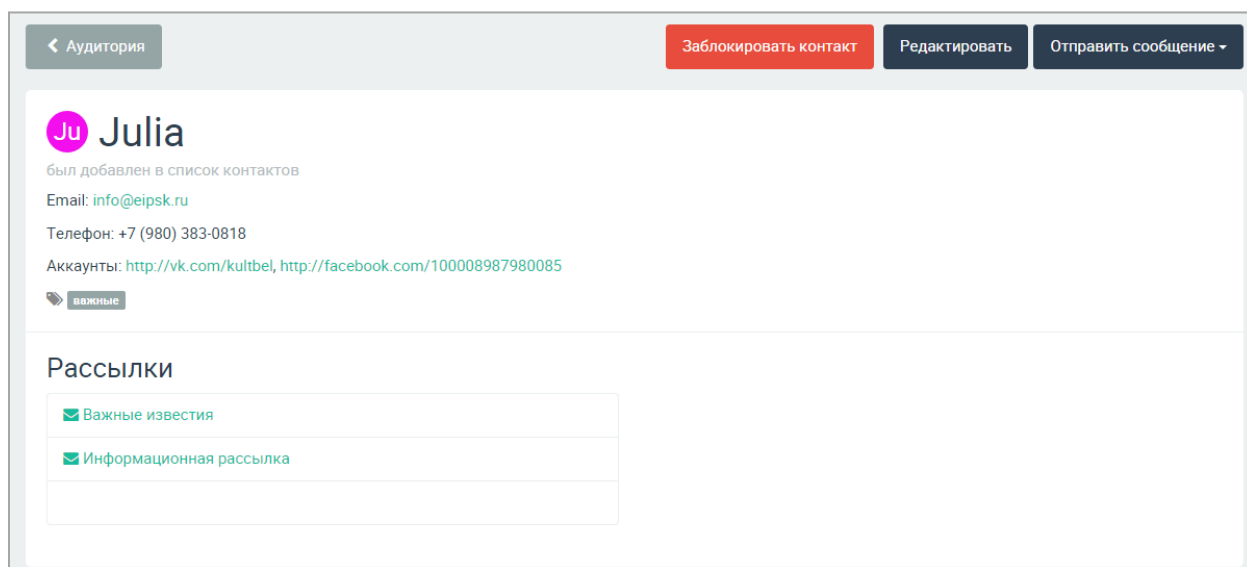 Аудитория
Заблокировать контакт
Редактировать
Отправить сообщение
Ju Julia
был добавлен в список контактов
Email: info@eipsk.ru
Телефон: +7 (980) 383-0818
Аккаунты: http://vk.com/kultbel, http://facebook.com/100008987980085
важные
Рассылки
Важные известия
Информационная рассылка